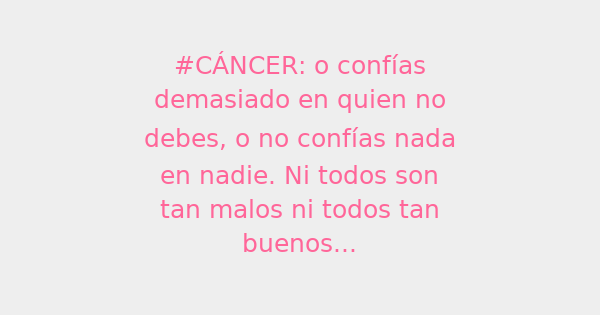 #CÁNCER: o confías
demasiado en quien no
debes, o no confías nada
en nadie. Ni todos son
tan malos ni todos tan
buenos...